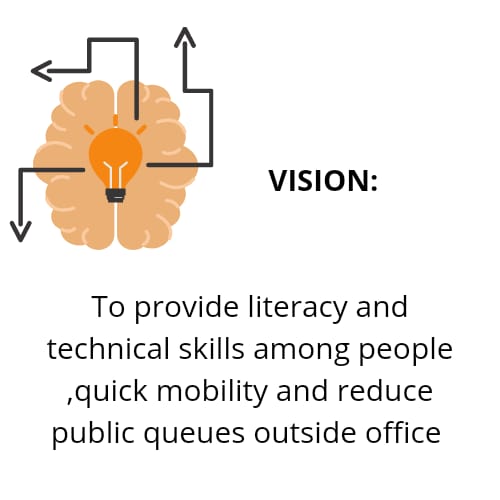 VISION:
To provide literacy and
technical skills among people
,quick mobility and reduce
public queues outside office